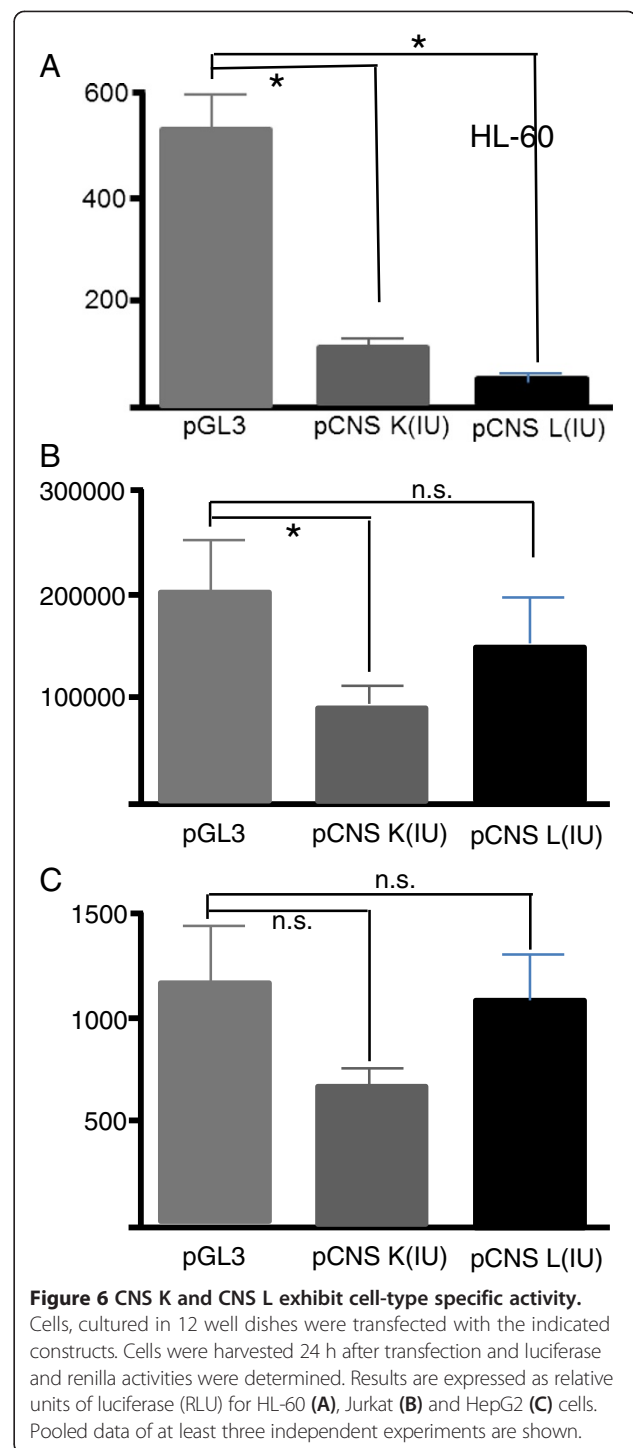 A
*
*
600
HL-60
400
200
pGL3 pCNS K(IU) pCNS L(IU)
B
300000
n.s.
*
200000
100000
pGL3 pCNS K(IU) pCNS L(IU)
C
n.s.
1500
n.s.
1000
500
pGL3 pCNS K(IU) pCNS L(IU)
Figure 6 CNS K and CNS L exhibit cell-type specific activity.
Cells, cultured in 12 well dishes were transfected with the indicated
constructs. Cells were harvested 24 h after transfection and luciferase
and renilla activities were determined. Results are expressed as relative
units of luciferase (RLU) for HL-60 (A), Jurkat (B) and HepG2 (C) cells.
Pooled data of at least three independent experiments are shown.